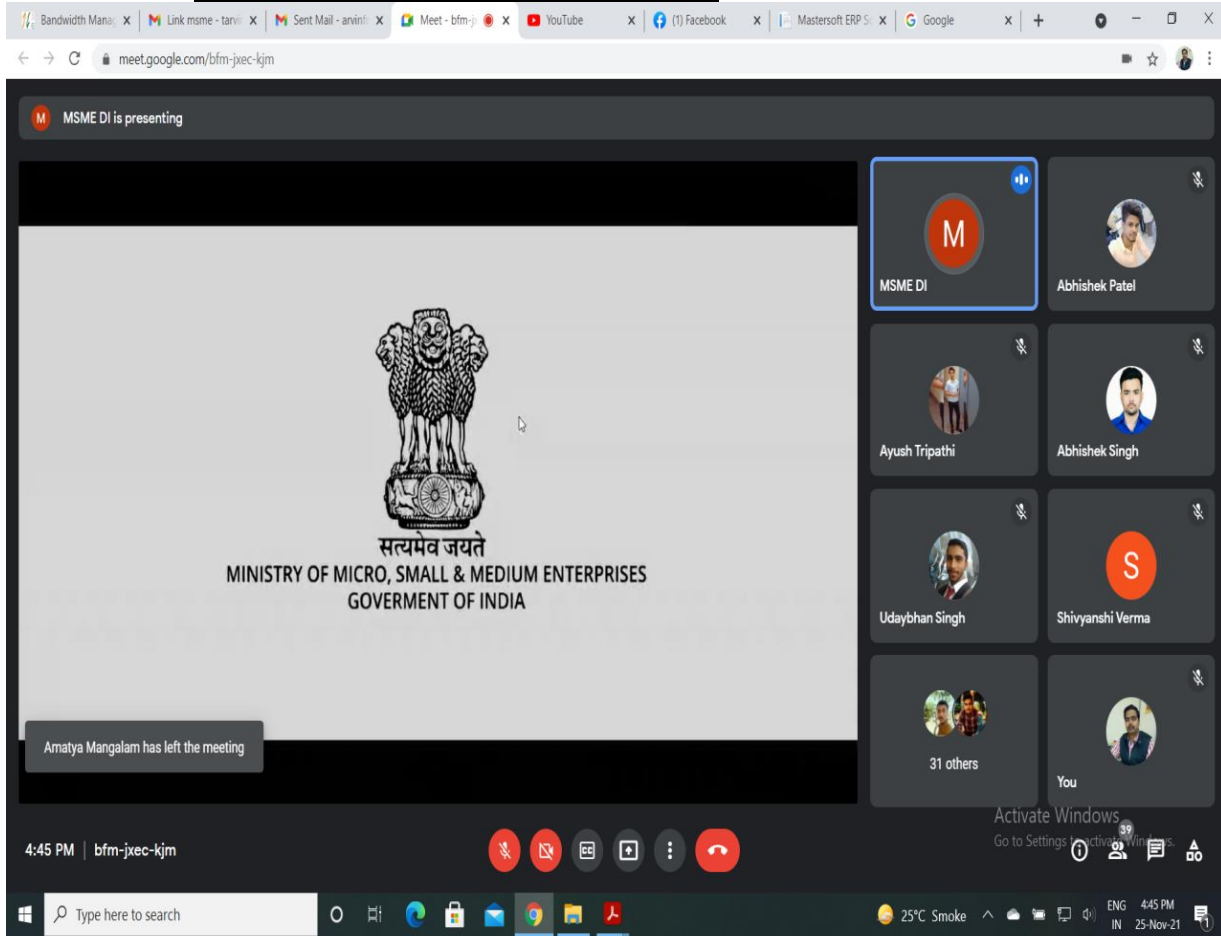 Bandwidth Manag
Link msme - tarvi
Sent Mail - arvinf
Meet - bfm-j
YouTube
(1) Facebook
Mastersoft ERP S
Google
meet.google.com/bfm-jxec-kjm
M MSME DI is presenting
सत्यमेव जयते
MINISTRY OF MICRO, SMALL & MEDIUM ENTERPRISES
GOVERMENT OF INDIA
Amatya Mangalam has left the meeting
M
MSME DI
Abhishek Patel
Ayush Tripathi
Abhishek Singh
Udaybhan Singh
S
Shivyanshi Verma
31 others
You
Activate Windows
Go to Settings to activate Windows.
39
4:45 PM | bfm-jxec-kjm
CC
Type here to search
25°C Smoke
ENG
IN
4:45 PM
25-Nov-21
1